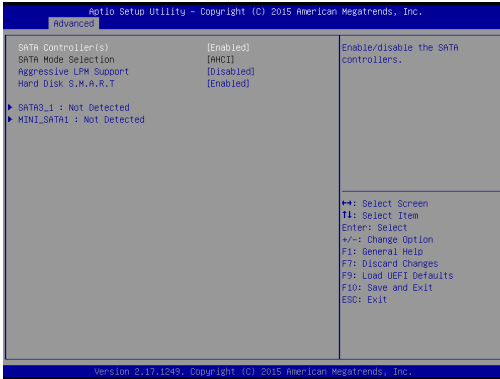 Aptio Setup Utility - Copyright (C) 2015 American Megatrends, Inc.
Advanced
SATA Controller(s) [Enabled]
SATA Mode Selection [AHCI]
Aggressive LPM Support [Disabled]
Hard Disk S.M.A.R.T [Enabled]
SATA3_1 : Not Detected
MINI_SATA1 : Not Detected
Enable/disable the SATA
controllers.
↔: Select Screen
↑↓: Select Item
Enter: Select
+/-: Change Option
F1: General Help
F7: Discard Changes
F9: Load UEFI Defaults
F10: Save and Exit
ESC: Exit
Version 2.17.1249. Copyright (C) 2015 American Megatrends, Inc.